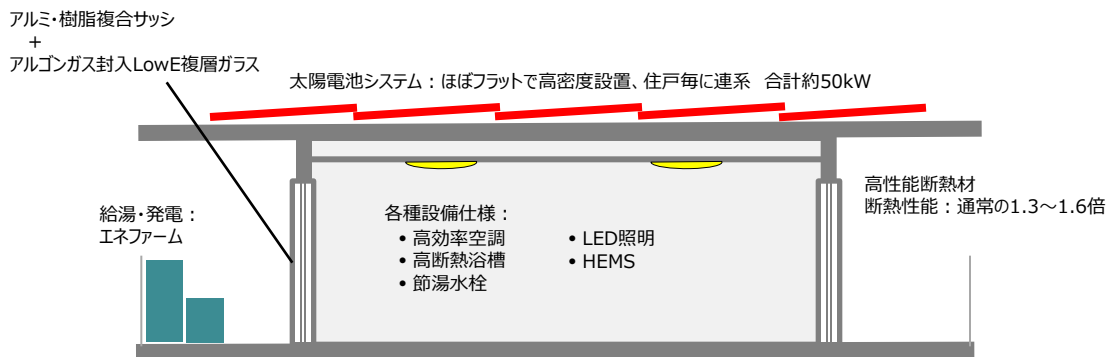 アルミ・樹脂複合サッシ
+
アルゴンガス封入LowE複層ガラス
太陽電池システム：ほぼフラットで高密度設置、住戸毎に連系　合計約50kW
高性能断熱材
断熱性能：通常の1.3～1.6倍
給湯・発電：
エネファーム
各種設備仕様：
• 高効率空調
• 高断熱浴槽
• 節湯水栓
• LED照明
• HEMS